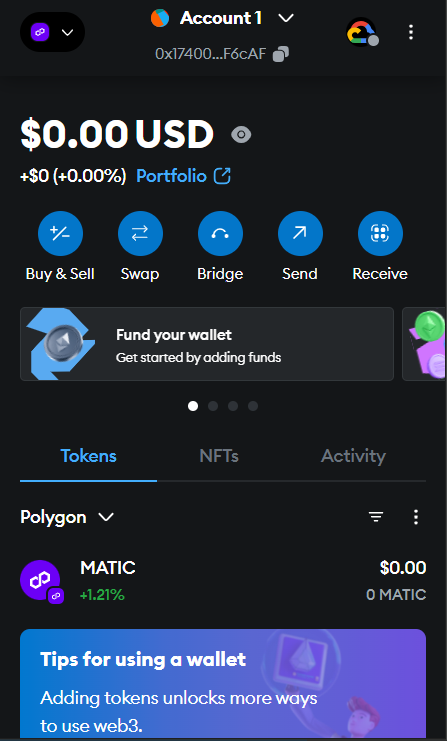 Account 1
0x17400...F6cAF
$0.00 USD
+$0 (+0.00%) Portfolio
Buy & Sell Swap Bridge Send Receive
Fund your wallet
Get started by adding funds
Tokens NFTs Activity
Polygon
MATIC $0.00
+1.21% 0 MATIC
Tips for using a wallet
Adding tokens unlocks more ways
to use web3.